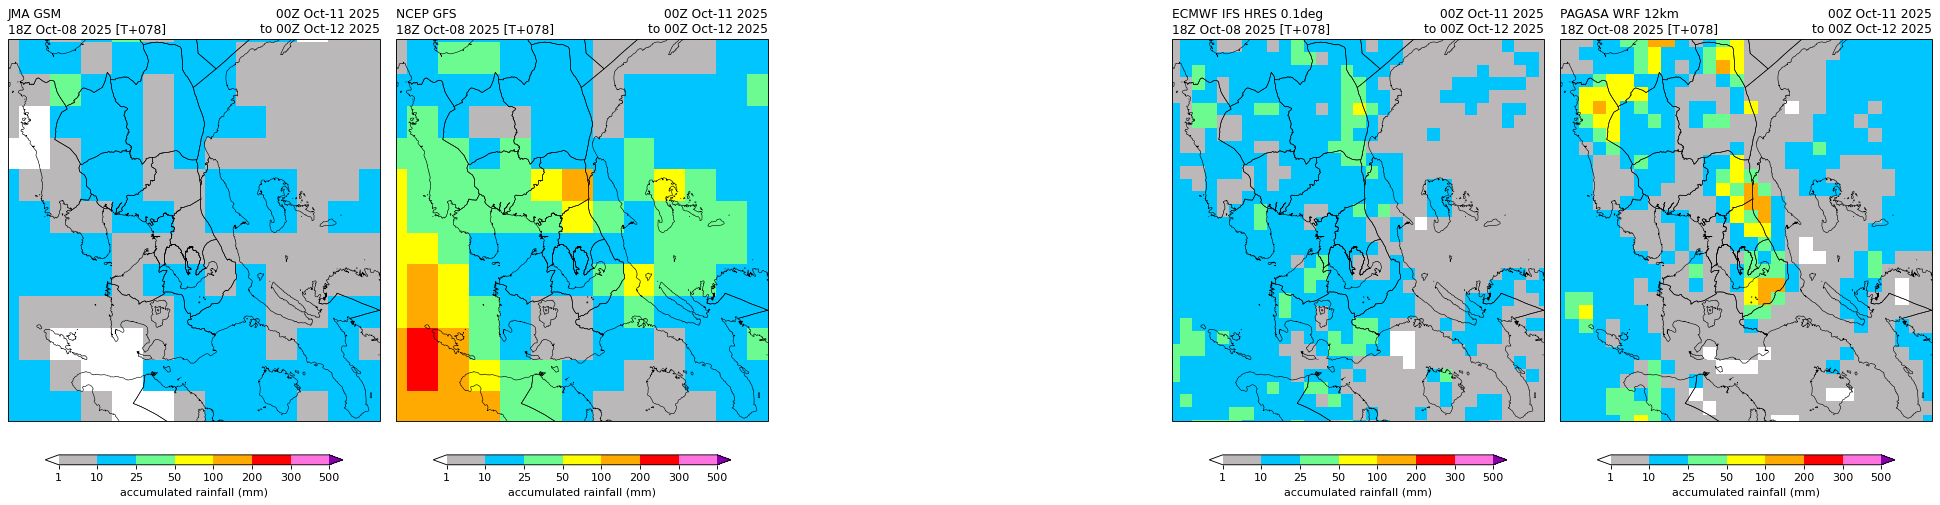 JMA GSM 00Z Oct-11 2025
18Z Oct-08 2025 [T+078] to 00Z Oct-12 2025
1 10 25 50 100 200 300 500
accumulated rainfall (mm)
NCEP GFS 00Z Oct-11 2025
18Z Oct-08 2025 [T+078] to 00Z Oct-12 2025
1 10 25 50 100 200 300 500
accumulated rainfall (mm)
ECMWF IFS HRES 0.1deg 00Z Oct-11 2025
18Z Oct-08 2025 [T+078] to 00Z Oct-12 2025
1 10 25 50 100 200 300 500
accumulated rainfall (mm)
PAGASA WRF 12km 00Z Oct-11 2025
18Z Oct-08 2025 [T+078] to 00Z Oct-12 2025
1 10 25 50 100 200 300 500
accumulated rainfall (mm)